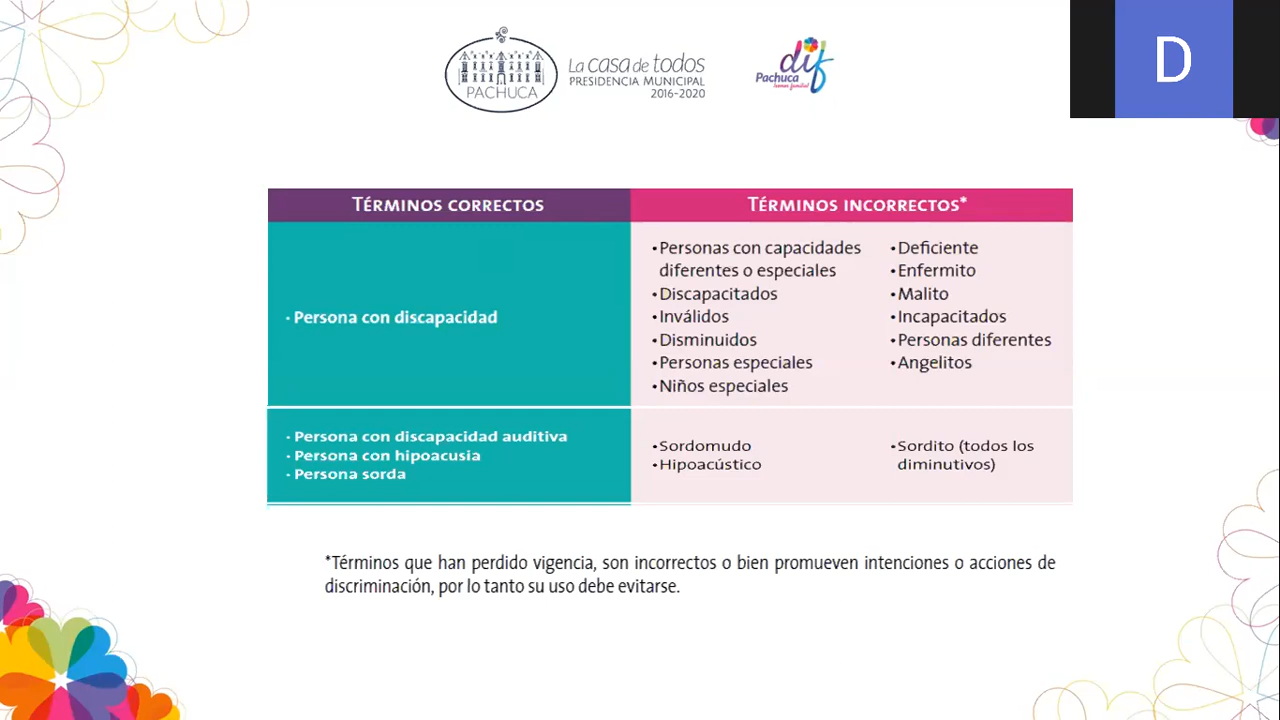 La casa de todos
PRESIDENCIA MUNICIPAL
2016-2020
PACHUCA
dif
Pachuca
D
TÉRMINOS CORRECTOS
TÉRMINOS INCORRECTOS*
· Persona con discapacidad
•Personas con capacidades
diferentes o especiales
•Discapacitados
•Inválidos
•Disminuidos
•Personas especiales
•Niños especiales
•Deficiente
•Enfermito
•Malito
•Incapacitados
•Personas diferentes
•Angelitos
· Persona con discapacidad auditiva
· Persona con hipoacusia
· Persona sorda
•Sordomudo
•Hipoacústico
•Sordito (todos los
diminutivos)
*Términos que han perdido vigencia, son incorrectos o bien promueven intenciones o acciones de
discriminación, por lo tanto su uso debe evitarse.